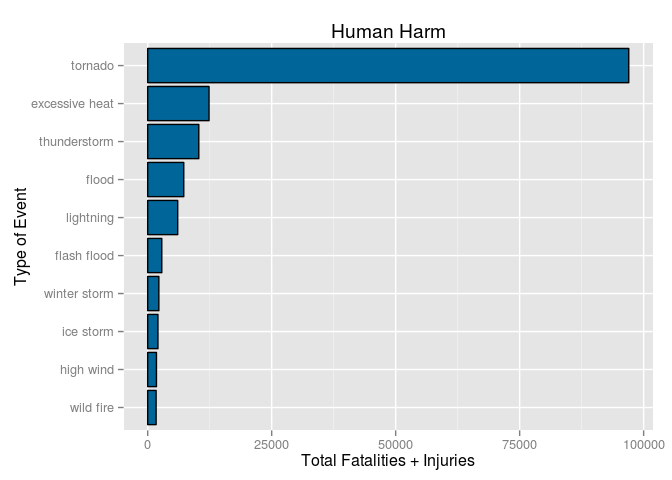 Human Harm
tornado
excessive heat
thunderstorm
flood
lightning
flash flood
winter storm
ice storm
high wind
wild fire
Type of Event
0 25000 50000 75000 100000
Total Fatalities + Injuries